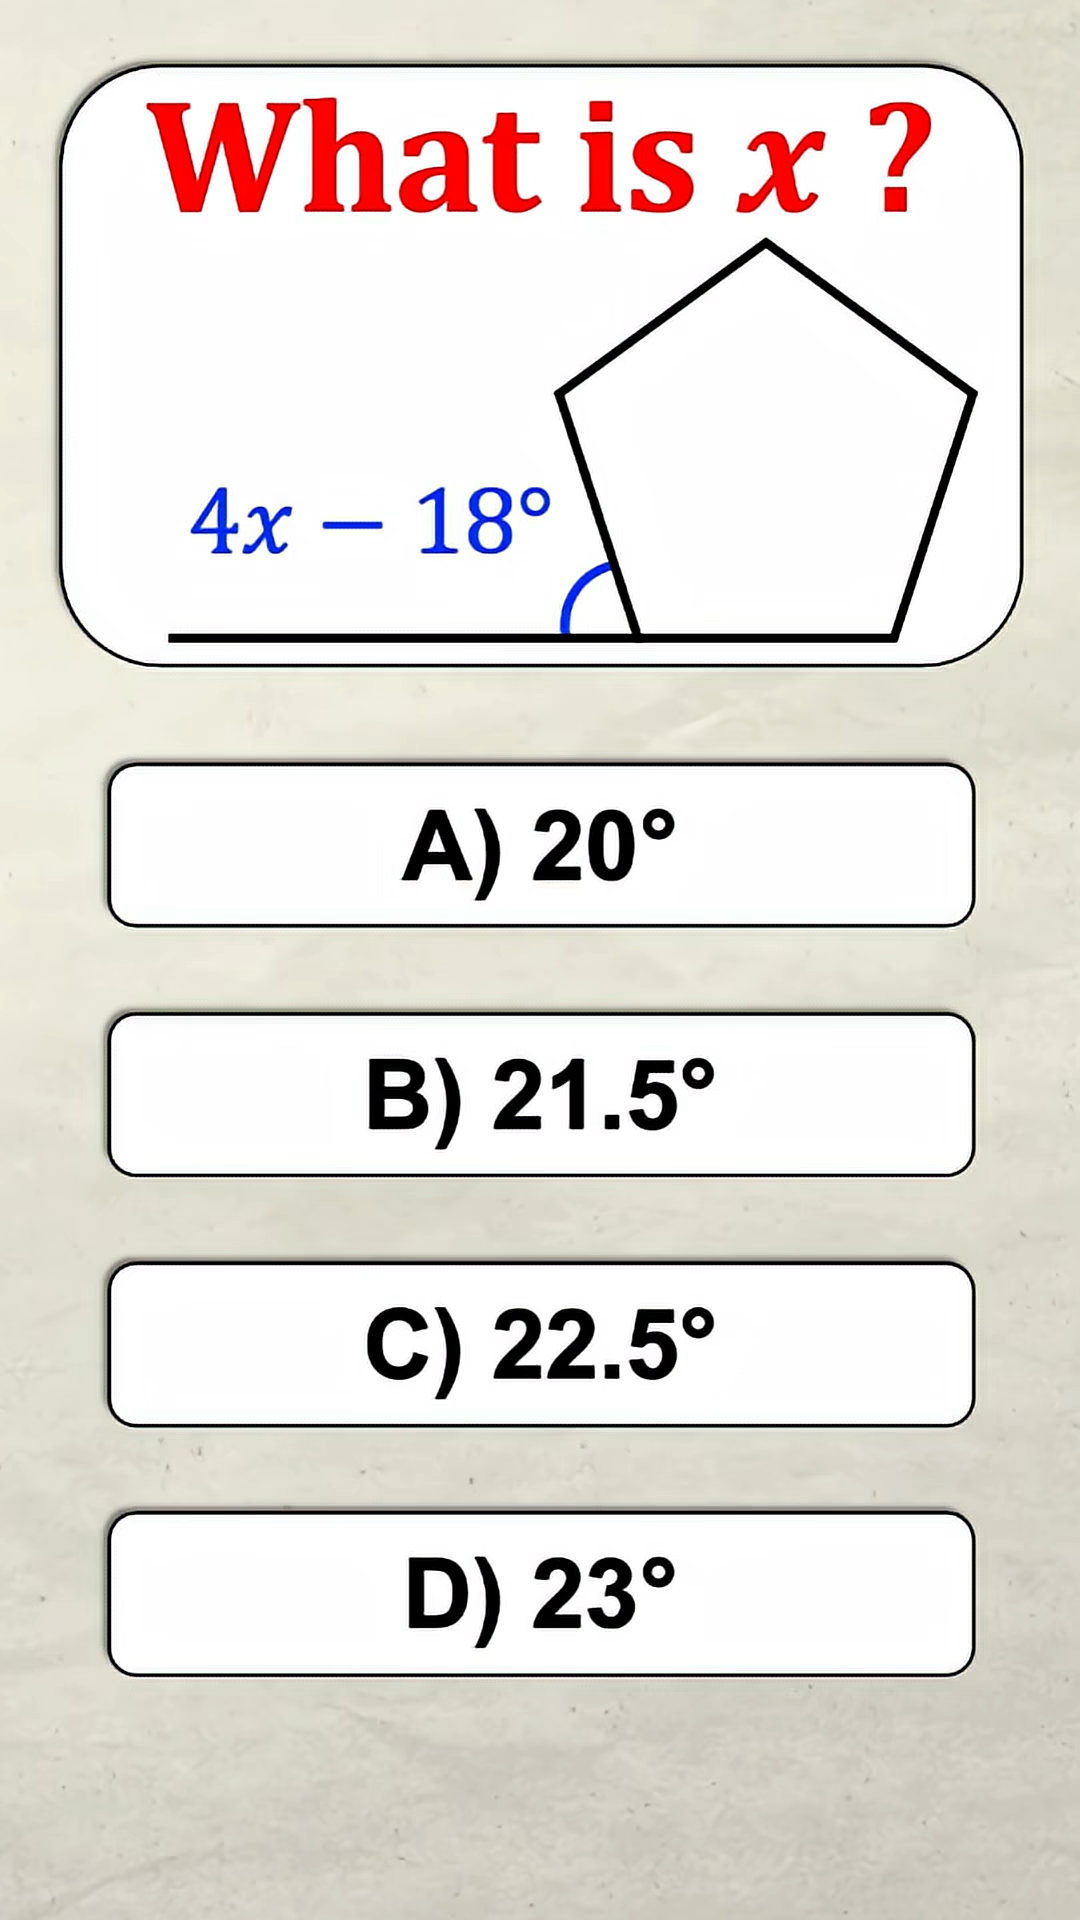 What is x ?
4x − 18°
A) 20°
B) 21.5°
C) 22.5°
D) 23°